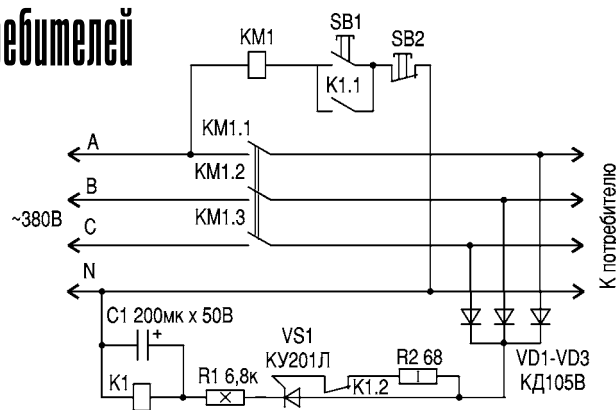 ебителей
SB1
KM1
SB2
K1.1
KM1.1
A
KM1.2
B
KM1.3
~380В
C
N
К потребителю
C1 200мк x 50В
+
VS1
КУ201Л
R2 68
VD1-VD3
КД105В
K1
R1 6,8к
K1.2